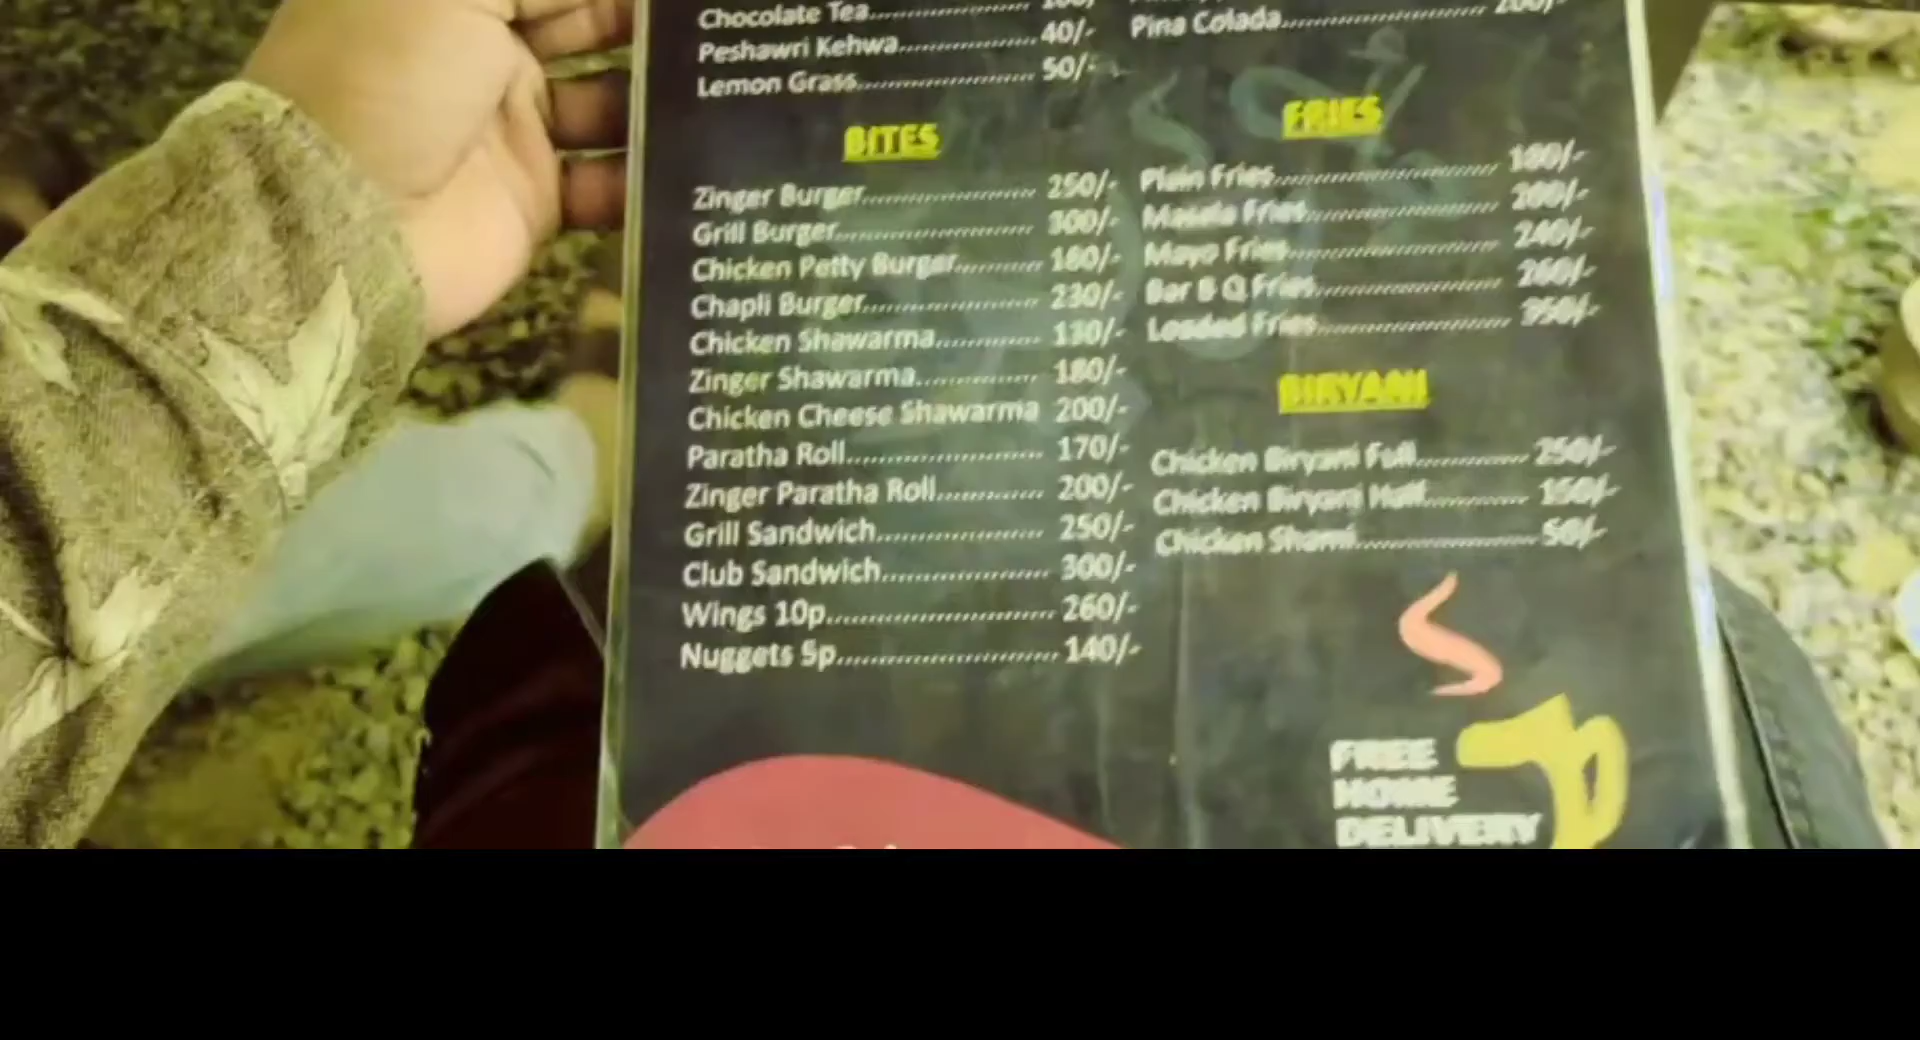 Chocolate Tea
Peshawri Kehwa 40/-
Lemon Grass 50/-
BITES
Zinger Burger 250/-
Grill Burger 300/-
Chicken Petty Burger 180/-
Chapli Burger 230/-
Chicken Shawarma 130/-
Zinger Shawarma 180/-
Chicken Cheese Shawarma 200/-
Paratha Roll 170/-
Zinger Paratha Roll 200/-
Grill Sandwich 250/-
Club Sandwich 300/-
Wings 10p 260/-
Nuggets 5p 140/-
Pina Colada 200/-
FRIES
Plain Fries
Masala Fries 200/-
Mayo Fries 240/-
Bar B Q Fries 260/-
Loaded Fries 350/-
BIRYANI
Chicken Biryani Full 250/-
Chicken Biryani Half 150/-
Chicken Shami 50/-
FREE
HOME
DELIVERY